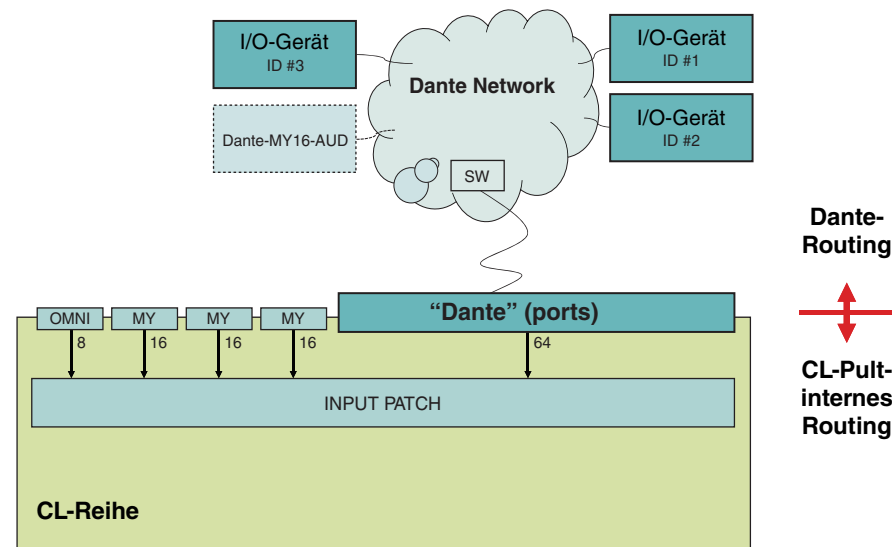 I/O-Gerät
ID #3
I/O-Gerät
ID #1
Dante Network
Dante-MY16-AUD
I/O-Gerät
ID #2
SW
Dante-
Routing
OMNI
MY
MY
MY
“Dante” (ports)
8
16
16
16
64
CL-Pult-
internes
Routing
INPUT PATCH
CL-Reihe